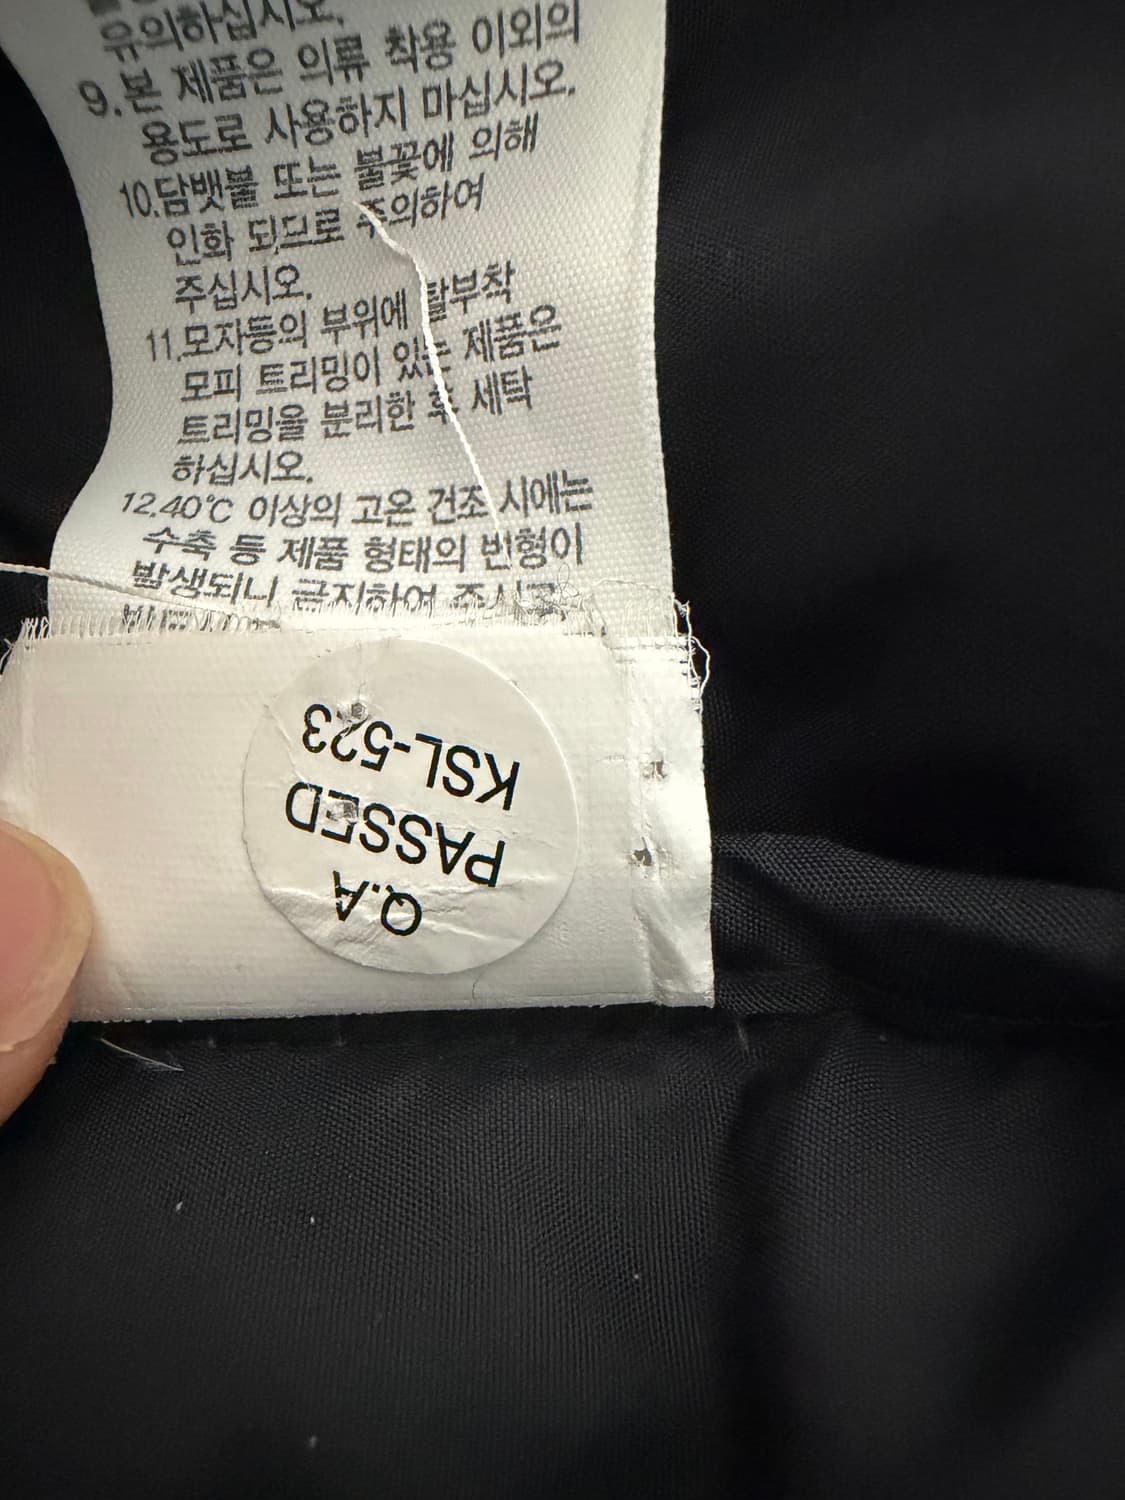 유의하십시오.
9.본 제품은 의류 착용 이외의
용도로 사용하지 마십시오.
10.담뱃불 또는 불꽃에 의해
인화 되므로 주의하여
주십시오.
11.모자등의 부위에 탈부착
모피 트리밍이 있는 제품은
트리밍을 분리한 후 세탁
하십시오.
12.40℃ 이상의 고온 건조 시에는
수축 등 제품 형태의 변형이
발생되니 금지하여 주시고
Q.A
PASSED
KSL-523